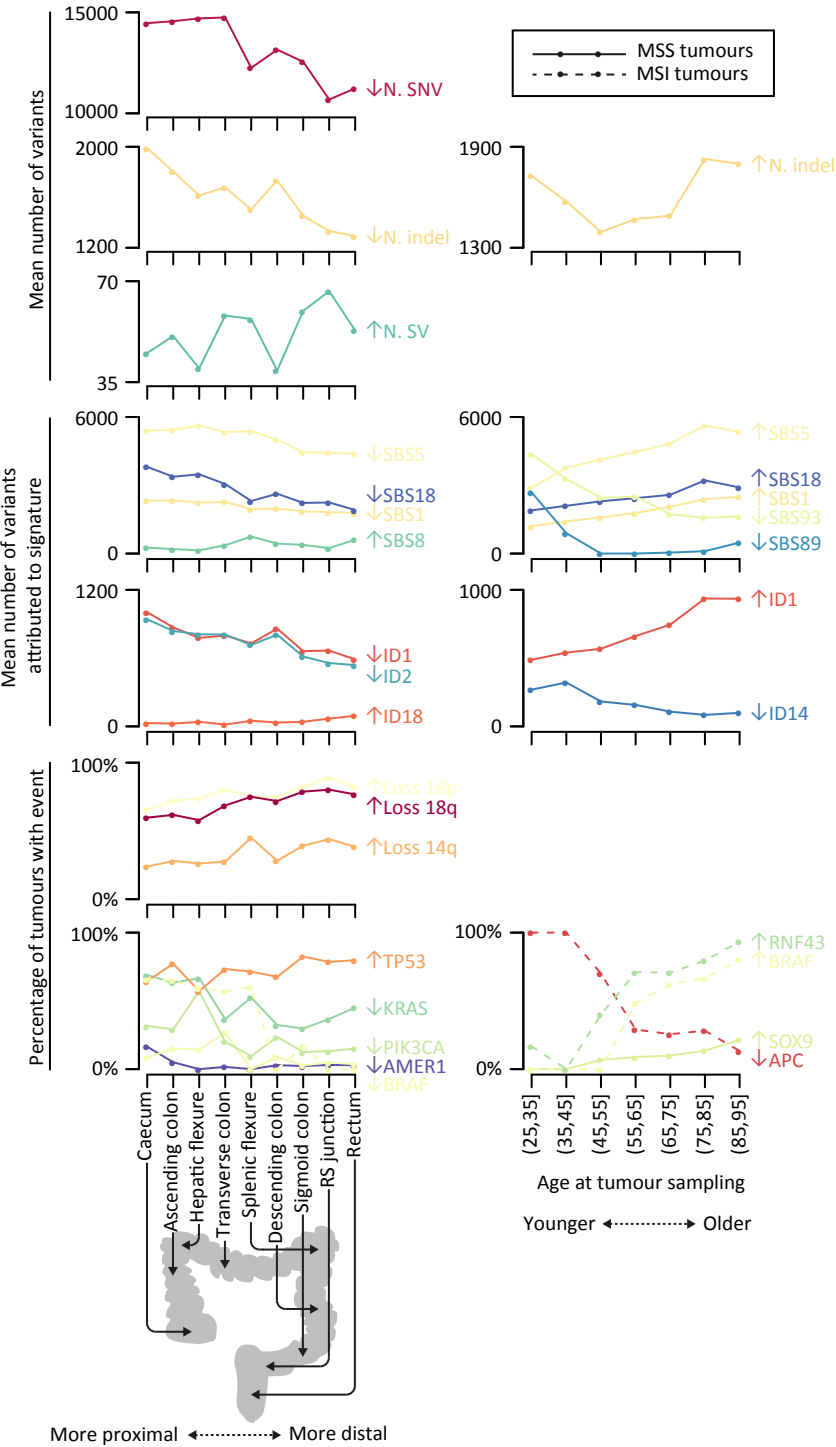 MSS tumours
MSI tumours
Mean number of variants
15000
10000
↓N. SNV
2000
1200
↓N. indel
1900
1300
↑N. indel
70
35
↑N. SV
Mean number of variants
attributed to signature
6000
0
↓SBS5
↓SBS18
↓SBS1
↑SBS8
6000
0
↑SBS5
↑SBS18
↑SBS1
↓SBS93
↓SBS89
1200
0
↓ID1
↓ID2
↑ID18
1000
0
↑ID1
↓ID14
Percentage of tumours with event
100%
0%
↑Loss 18p
↑Loss 18q
↑Loss 14q
100%
0%
↑TP53
↓KRAS
↓PIK3CA
↓AMER1
↓BRAF
100%
0%
↑RNF43
↑BRAF
↑SOX9
↓APC
Caecum
Ascending colon
Hepatic flexure
Transverse colon
Splenic flexure
Descending colon
Sigmoid colon
RS junction
Rectum
(25,35]
(35,45]
(45,55]
(55,65]
(65,75]
(75,85]
(85,95]
Age at tumour sampling
Younger
Older
More proximal
More distal